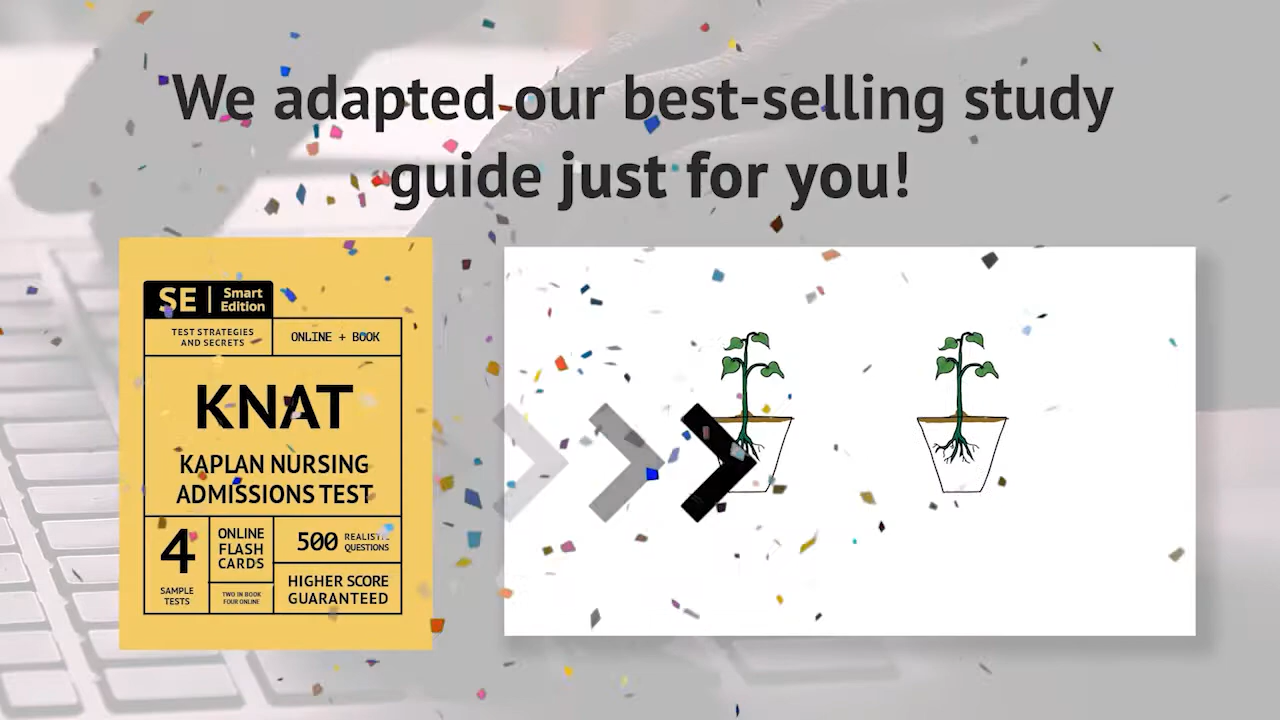 We adapted our best-selling study
guide just for you!
SE | Smart
Edition
TEST STRATEGIES
AND SECRETS
ONLINE + BOOK
KNAT
KAPLAN NURSING
ADMISSIONS TEST
4
SAMPLE
TESTS
ONLINE
FLASH
CARDS
TWO IN BOOK
FOUR ONLINE
500 REALISTIC
QUESTIONS
HIGHER SCORE
GUARANTEED